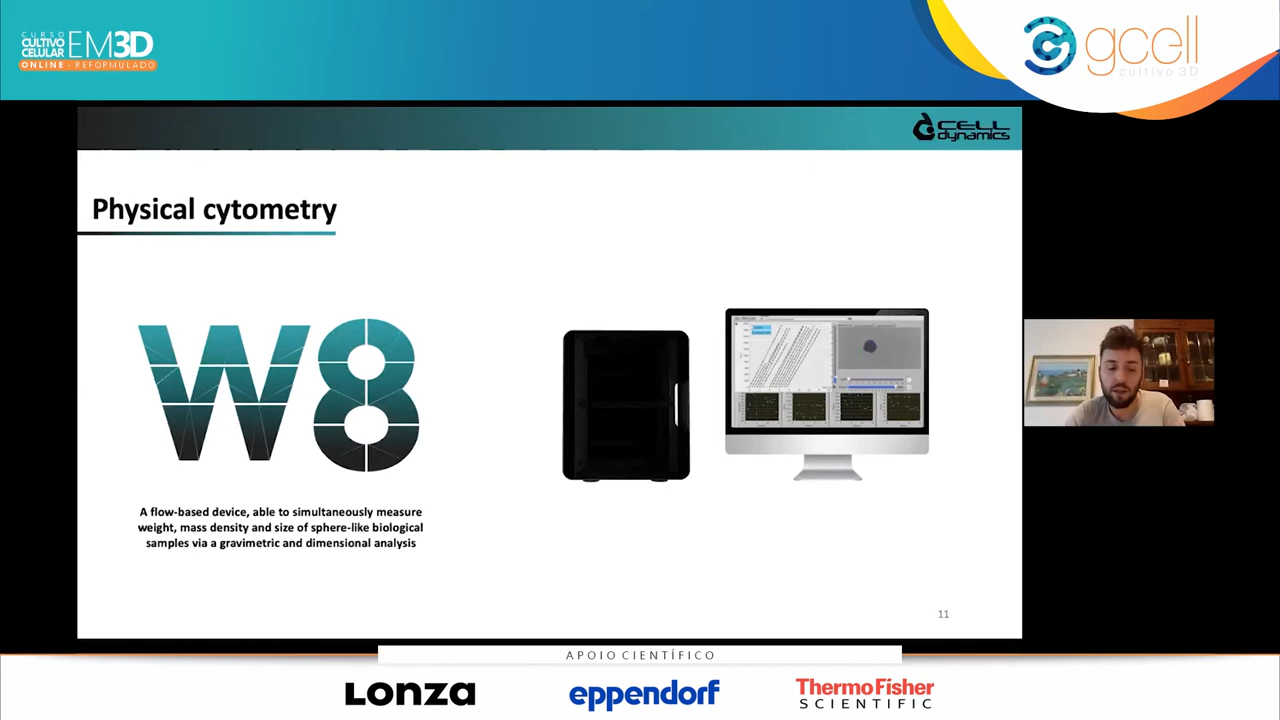 CURSO
CULTIVO
CELULAR EM3D
ONLINE - REFORMULADO
gcell
cultivo 3D
CELL
dynamics
Physical cytometry
W8
A flow-based device, able to simultaneously measure
weight, mass density and size of sphere-like biological
samples via a gravimetric and dimensional analysis
11
APOIO CIENTÍFICO
Lonza
eppendorf
ThermoFisher
SCIENTIFIC